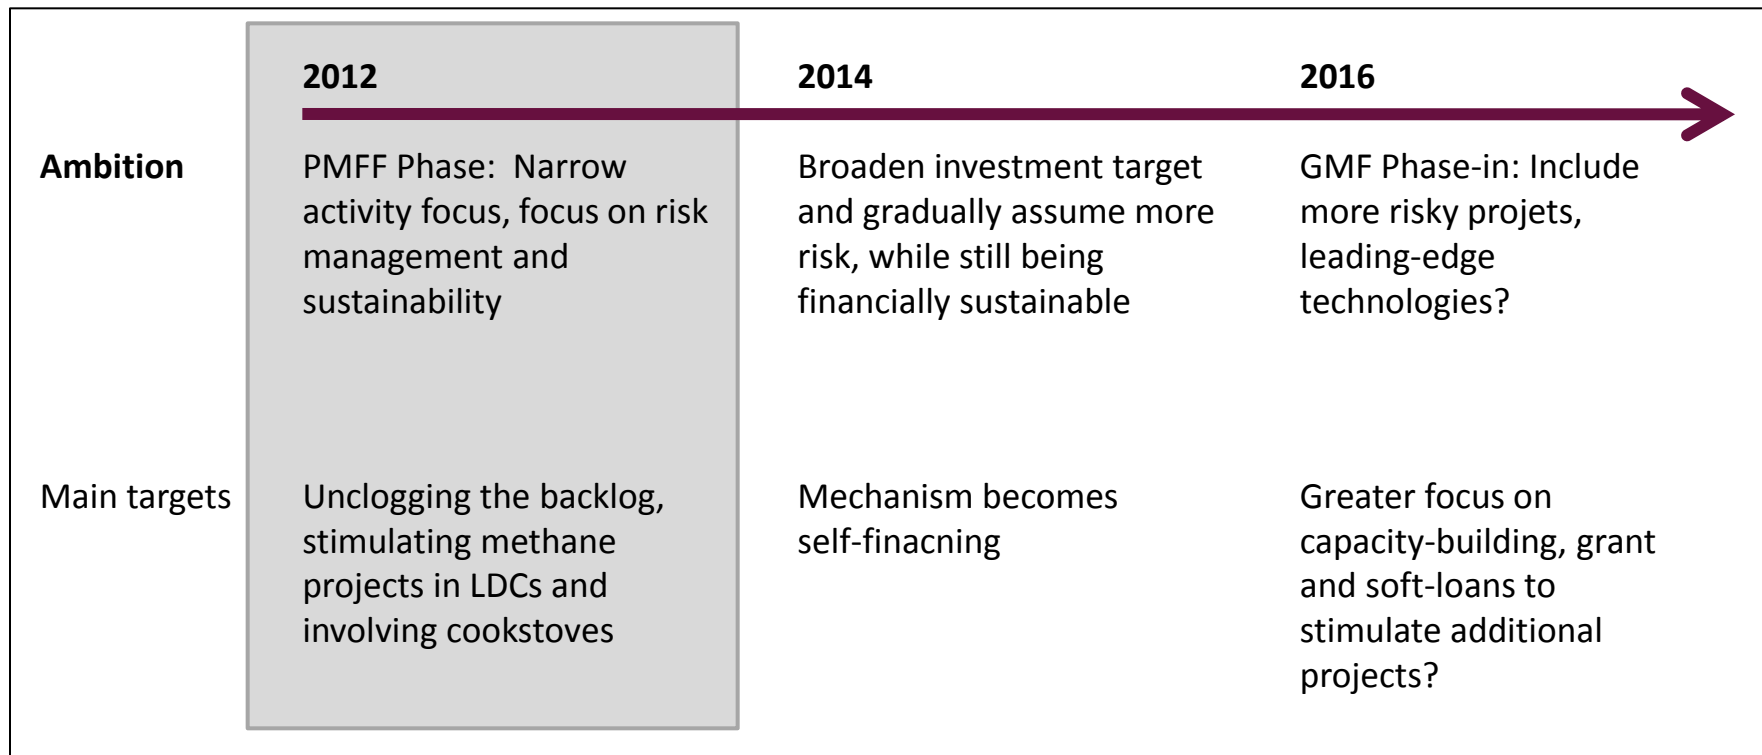 2012
2014
2016
Ambition
PMFF Phase:  Narrow
activity focus, focus on risk
management and
sustainability
Broaden investment target
and gradually assume more
risk, while still being
financially sustainable
GMF Phase-in: Include
more risky projets,
leading-edge
technologies?
Main targets
Unclogging the backlog,
stimulating methane
projects in LDCs and
involving cookstoves
Mechanism becomes
self-finacning
Greater focus on
capacity-building, grant
and soft-loans to
stimulate additional
projects?